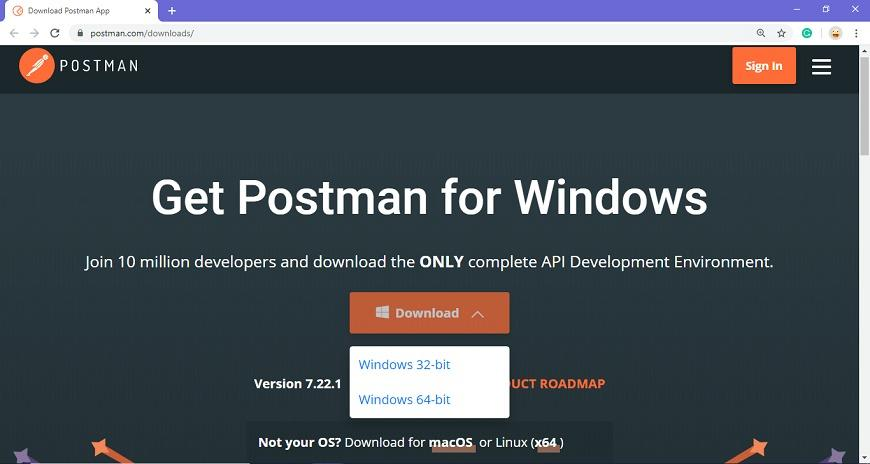 Download Postman App
postman.com/downloads/
POSTMAN
Sign In
Get Postman for Windows
Join 10 million developers and download the ONLY complete API Development Environment.
Download
Windows 32-bit
Windows 64-bit
Version 7.22.1
UCT ROADMAP
Not your OS? Download for macOS or Linux (x64)